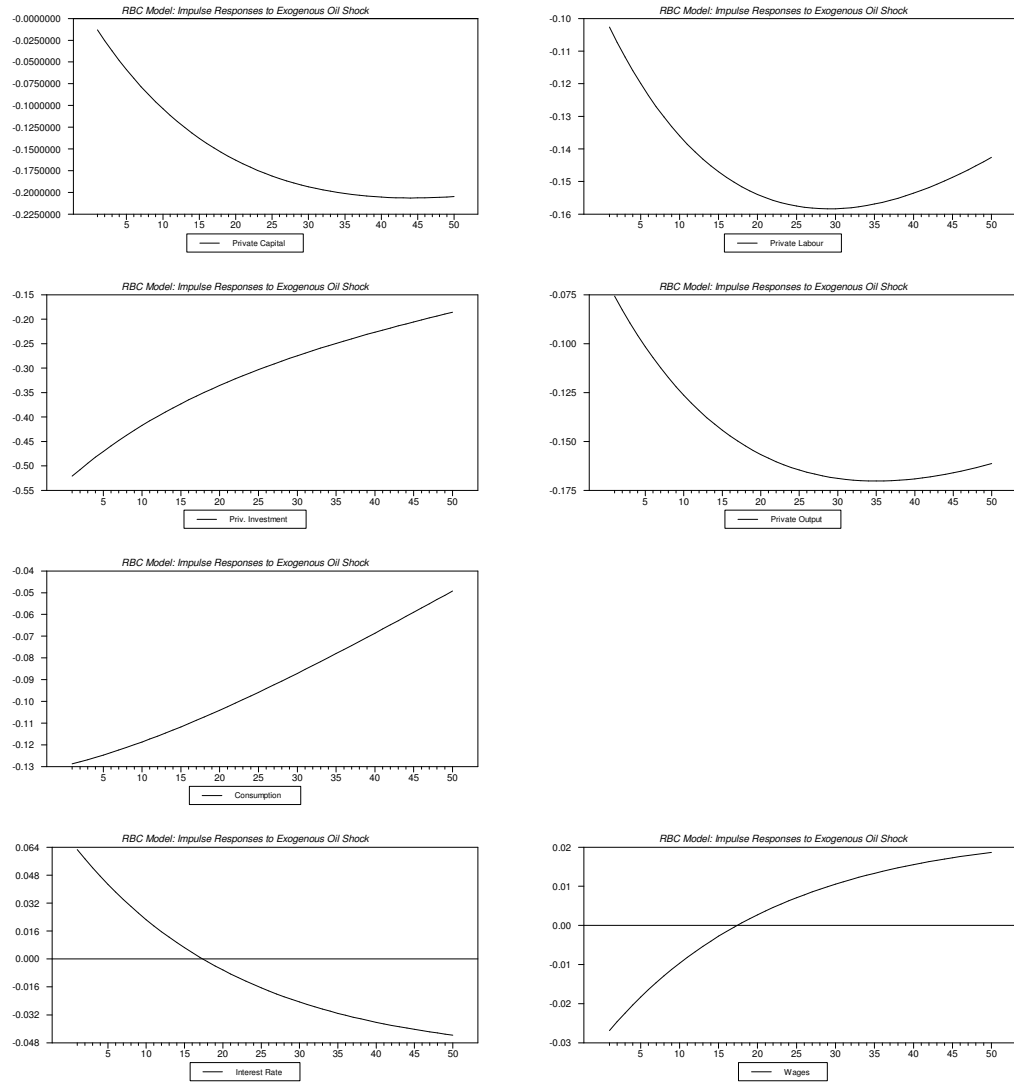 RBC Model: Impulse Responses to Exogenous Oil Shock
-0.0000000
-0.0250000
-0.0500000
-0.0750000
-0.1000000
-0.1250000
-0.1500000
-0.1750000
-0.2000000
-0.2250000
5 10 15 20 25 30 35 40 45 50
Private Capital
RBC Model: Impulse Responses to Exogenous Oil Shock
-0.10
-0.11
-0.12
-0.13
-0.14
-0.15
-0.16
5 10 15 20 25 30 35 40 45 50
Private Labour
RBC Model: Impulse Responses to Exogenous Oil Shock
-0.15
-0.20
-0.25
-0.30
-0.35
-0.40
-0.45
-0.50
-0.55
5 10 15 20 25 30 35 40 45 50
Priv. Investment
RBC Model: Impulse Responses to Exogenous Oil Shock
-0.075
-0.100
-0.125
-0.150
-0.175
5 10 15 20 25 30 35 40 45 50
Private Output
RBC Model: Impulse Responses to Exogenous Oil Shock
-0.04
-0.05
-0.06
-0.07
-0.08
-0.09
-0.10
-0.11
-0.12
-0.13
5 10 15 20 25 30 35 40 45 50
Consumption
RBC Model: Impulse Responses to Exogenous Oil Shock
0.064
0.048
0.032
0.016
0.000
-0.016
-0.032
-0.048
5 10 15 20 25 30 35 40 45 50
Interest Rate
RBC Model: Impulse Responses to Exogenous Oil Shock
0.02
0.01
0.00
-0.01
-0.02
-0.03
5 10 15 20 25 30 35 40 45 50
Wages